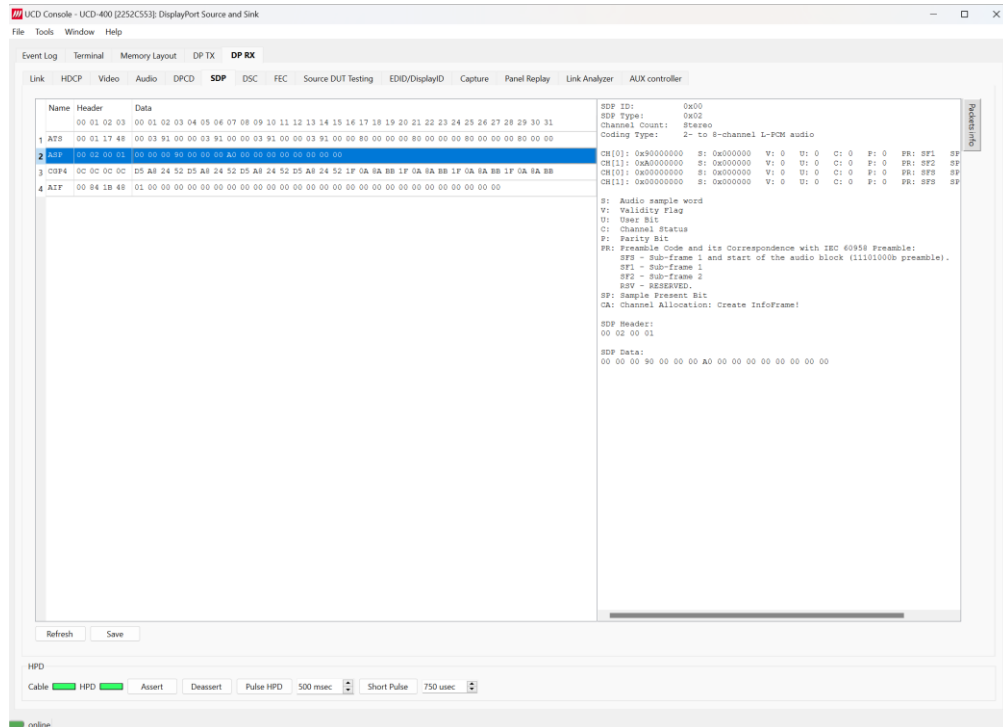 UCD Console - UCD-400 [2252C553]: DisplayPort Source and Sink
File Tools Window Help
Event Log Terminal Memory Layout DP TX DP RX
Link HDCP Video Audio DPCD SDP DSC FEC Source DUT Testing EDID/DisplayID Capture Panel Replay Link Analyzer AUX controller
Name Header Data
00 01 02 03 00 01 02 03 04 05 06 07 08 09 10 11 12 13 14 15 16 17 18 19 20 21 22 23 24 25 26 27 28 29 30 31
1 ATS 00 01 17 48 00 03 91 00 00 03 91 00 00 03 91 00 00 03 91 00 00 80 00 00 00 80 00 00 00 80 00 00 00 80 00 00
2 ASP 00 02 00 01 00 00 00 90 00 00 00 A0 00 00 00 00 00 00 00 00
3 CSP4 0C 0C 0C 0C D5 A8 24 52 D5 A8 24 52 D5 A8 24 52 D5 A8 24 52 1F 0A 8A BB 1F 0A 8A BB 1F 0A 8A BB 1F 0A 8A BB
4 AIF 00 84 1B 48 01 00 00 00 00 00 00 00 00 00 00 00 00 00 00 00 00 00 00 00 00 00 00 00
SDP ID: 0x00
SDP Type: 0x02
Channel Count: Stereo
Coding Type: 2- to 8-channel L-PCM audio
CH[0]: 0x90000000 S: 0x000000 V: 0 U: 0 C: 0 P: 0 PR: SF1 SP
CH[1]: 0xA0000000 S: 0x000000 V: 0 U: 0 C: 0 P: 0 PR: SF2 SP
CH[0]: 0x00000000 S: 0x000000 V: 0 U: 0 C: 0 P: 0 PR: SFS SP
CH[1]: 0x00000000 S: 0x000000 V: 0 U: 0 C: 0 P: 0 PR: SFS SP
S: Audio sample word
V: Validity Flag
U: User Bit
C: Channel Status
P: Parity Bit
PR: Preamble Code and its Correspondence with IEC 60958 Preamble:
SFS - Sub-frame 1 and start of the audio block (11101000b preamble).
SF1 - Sub-frame 1
SF2 - Sub-frame 2
RSV - RESERVED.
SP: Sample Present Bit
CA: Channel Allocation: Create InfoFrame!
SDP Header:
00 02 00 01
SDP Data:
00 00 00 90 00 00 00 A0 00 00 00 00 00 00 00 00
Packets info
Refresh Save
HPD
Cable HPD Assert Deassert Pulse HPD 500 msec Short Pulse 750 usec
online